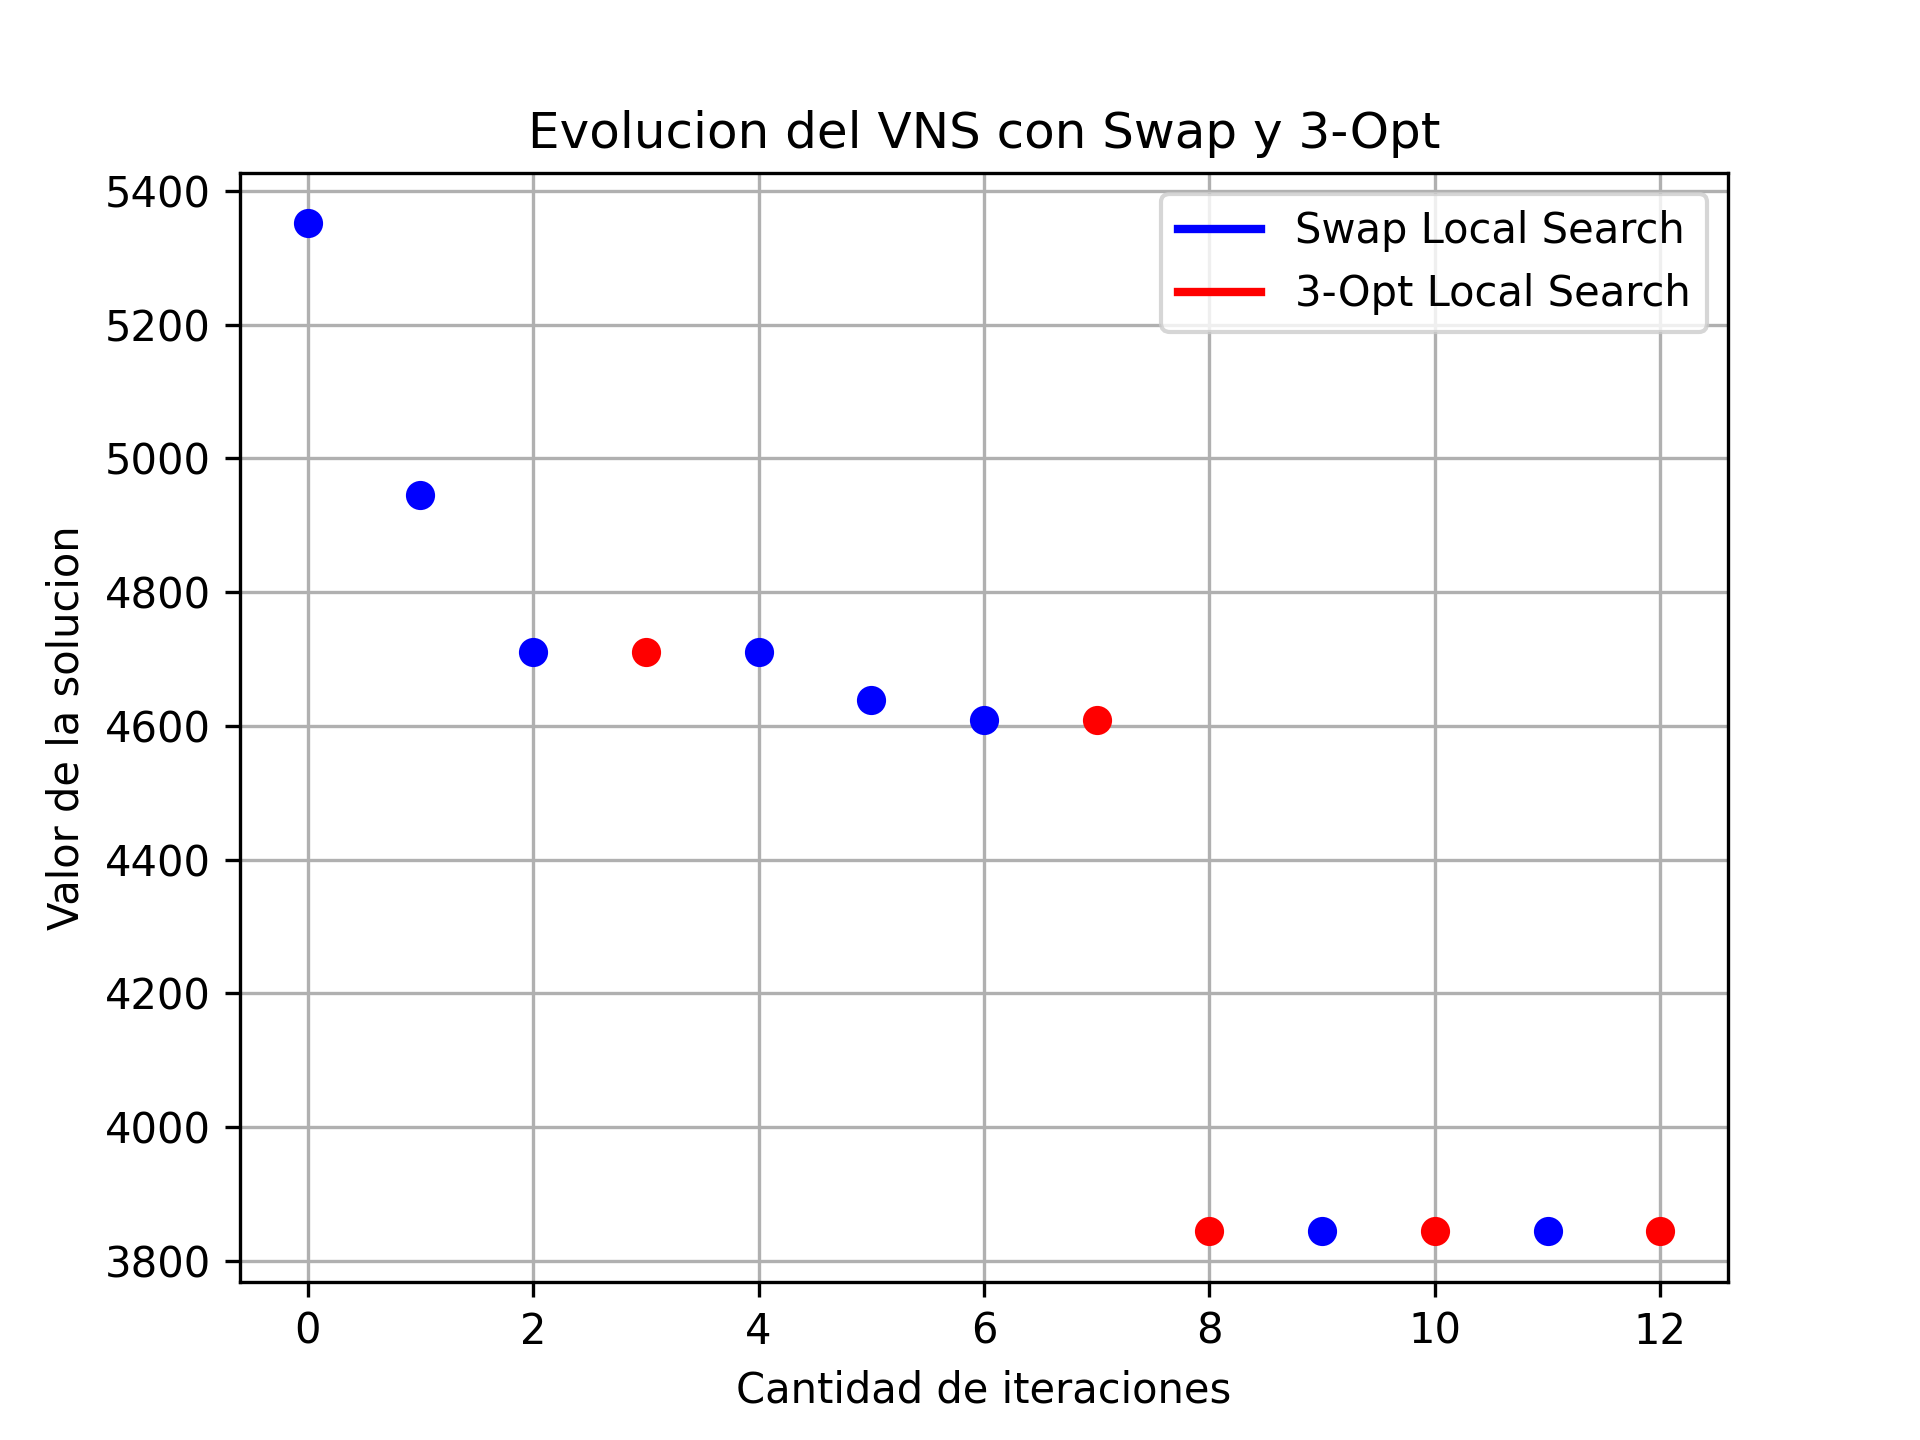 Evolucion del VNS con Swap y 3-Opt
5400
5200
5000
4800
4600
4400
4200
4000
3800
Valor de la solucion
Swap Local Search
3-Opt Local Search
0 2 4 6 8 10 12
Cantidad de iteraciones